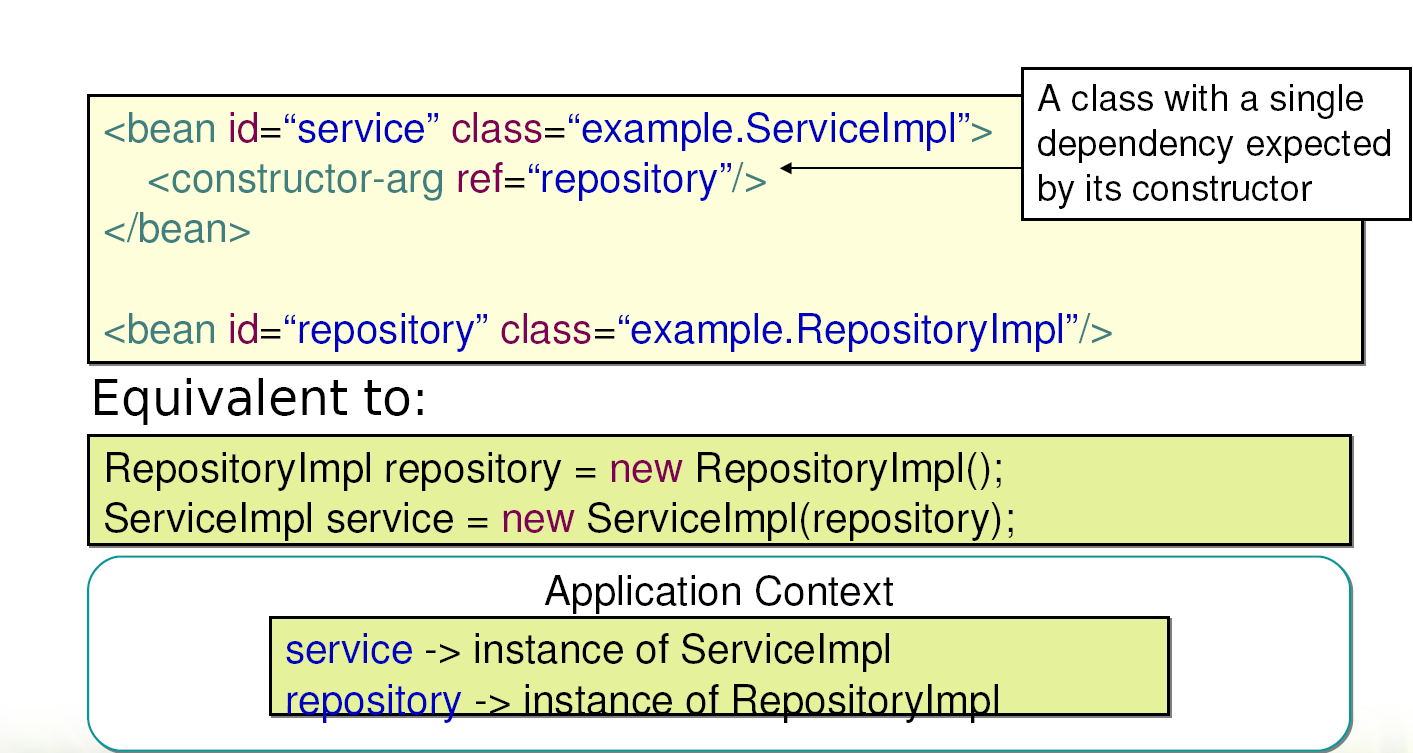 <bean id=“service” class=“example.ServiceImpl”>
<constructor-arg ref=“repository”/>
</bean>
<bean id=“repository” class=“example.RepositoryImpl”/>
A class with a single
dependency expected
by its constructor
Equivalent to:
RepositoryImpl repository = new RepositoryImpl();
ServiceImpl service = new ServiceImpl(repository);
Application Context
service -> instance of ServiceImpl
repository -> instance of RepositoryImpl